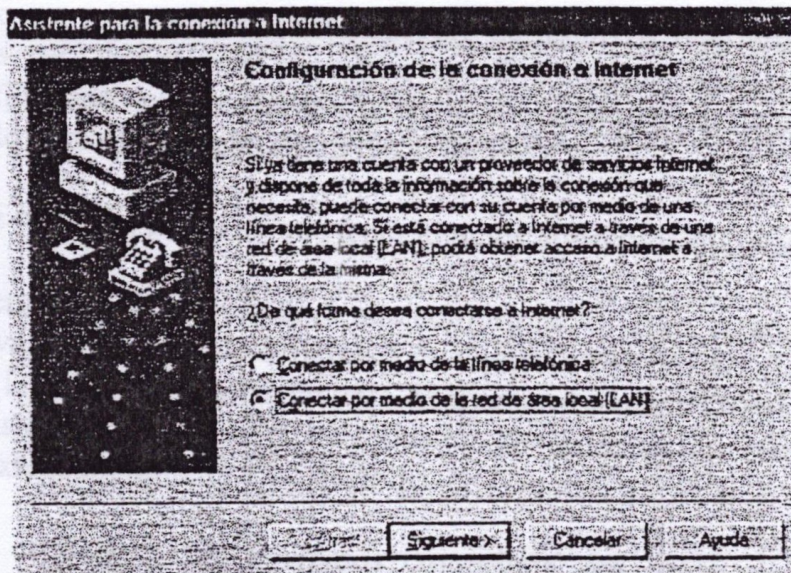 Asistente para la conexión a Internet
Configuración de la conexión a Internet
Si ya tiene una cuenta con un proveedor de servicios Internet
y dispone de toda la información sobre la conexión que
necesita, puede conectar con su cuenta por medio de una
línea telefónica. Si está conectado a Internet a través de una
red de área local [LAN], podrá obtener acceso a Internet a
través de la misma.
¿De qué forma desea conectarse a Internet?
Conectar por medio de la línea telefónica
Conectar por medio de la red de área local [LAN]
Siguiente >
Cancelar
Ayuda